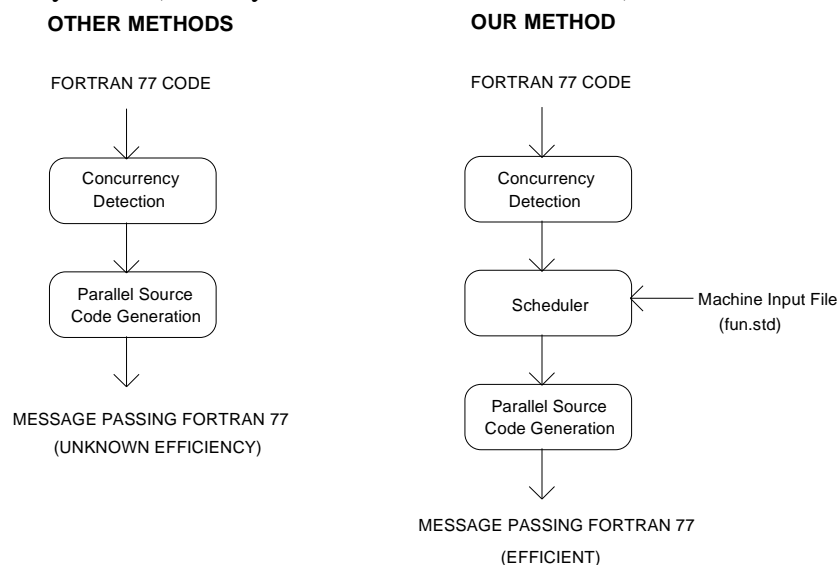 OTHER METHODS
FORTRAN 77 CODE
Concurrency
Detection
Parallel Source
Code Generation
MESSAGE PASSING FORTRAN 77
(UNKNOWN EFFICIENCY)
OUR METHOD
FORTRAN 77 CODE
Concurrency
Detection
Scheduler
Machine Input File
(fun.std)
Parallel Source
Code Generation
MESSAGE PASSING FORTRAN 77
(EFFICIENT)